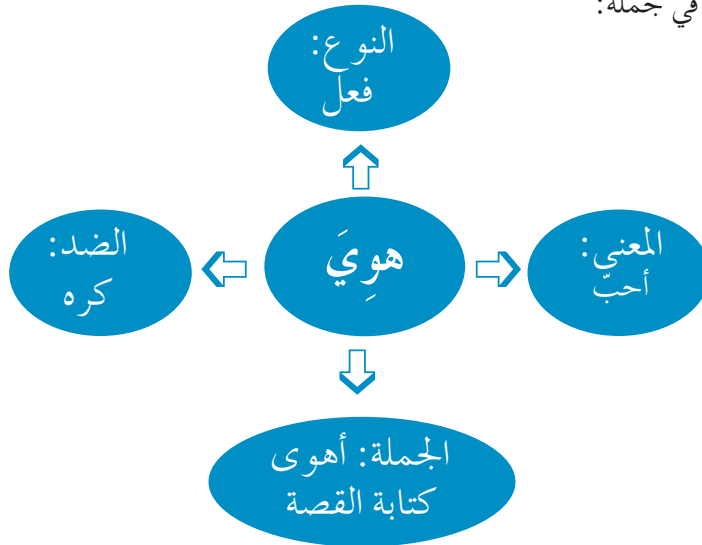 في جملة:
النوع:
فعل
المعنى:
أحبّ
هوِيَ
الضد:
كره
الجملة: أهوى
كتابة القصة